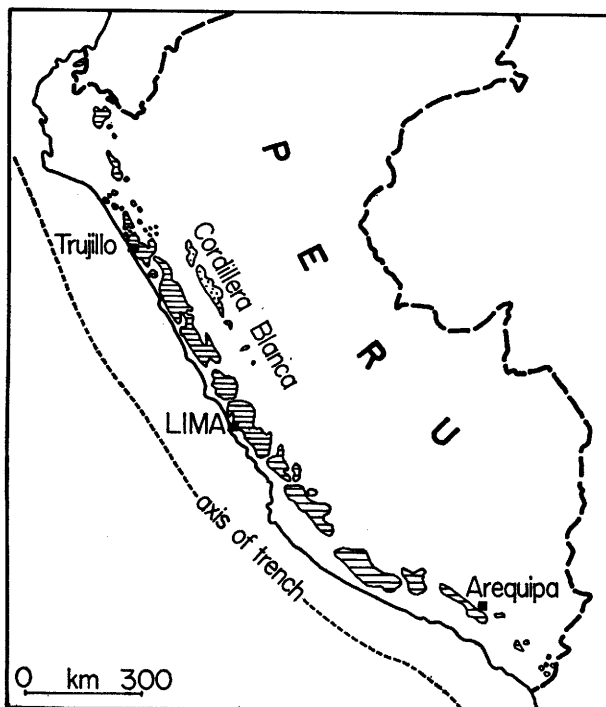 PERU
Trujillo
Cordillera Blanca
LIMA
axis of trench
Arequipa
0 km 300